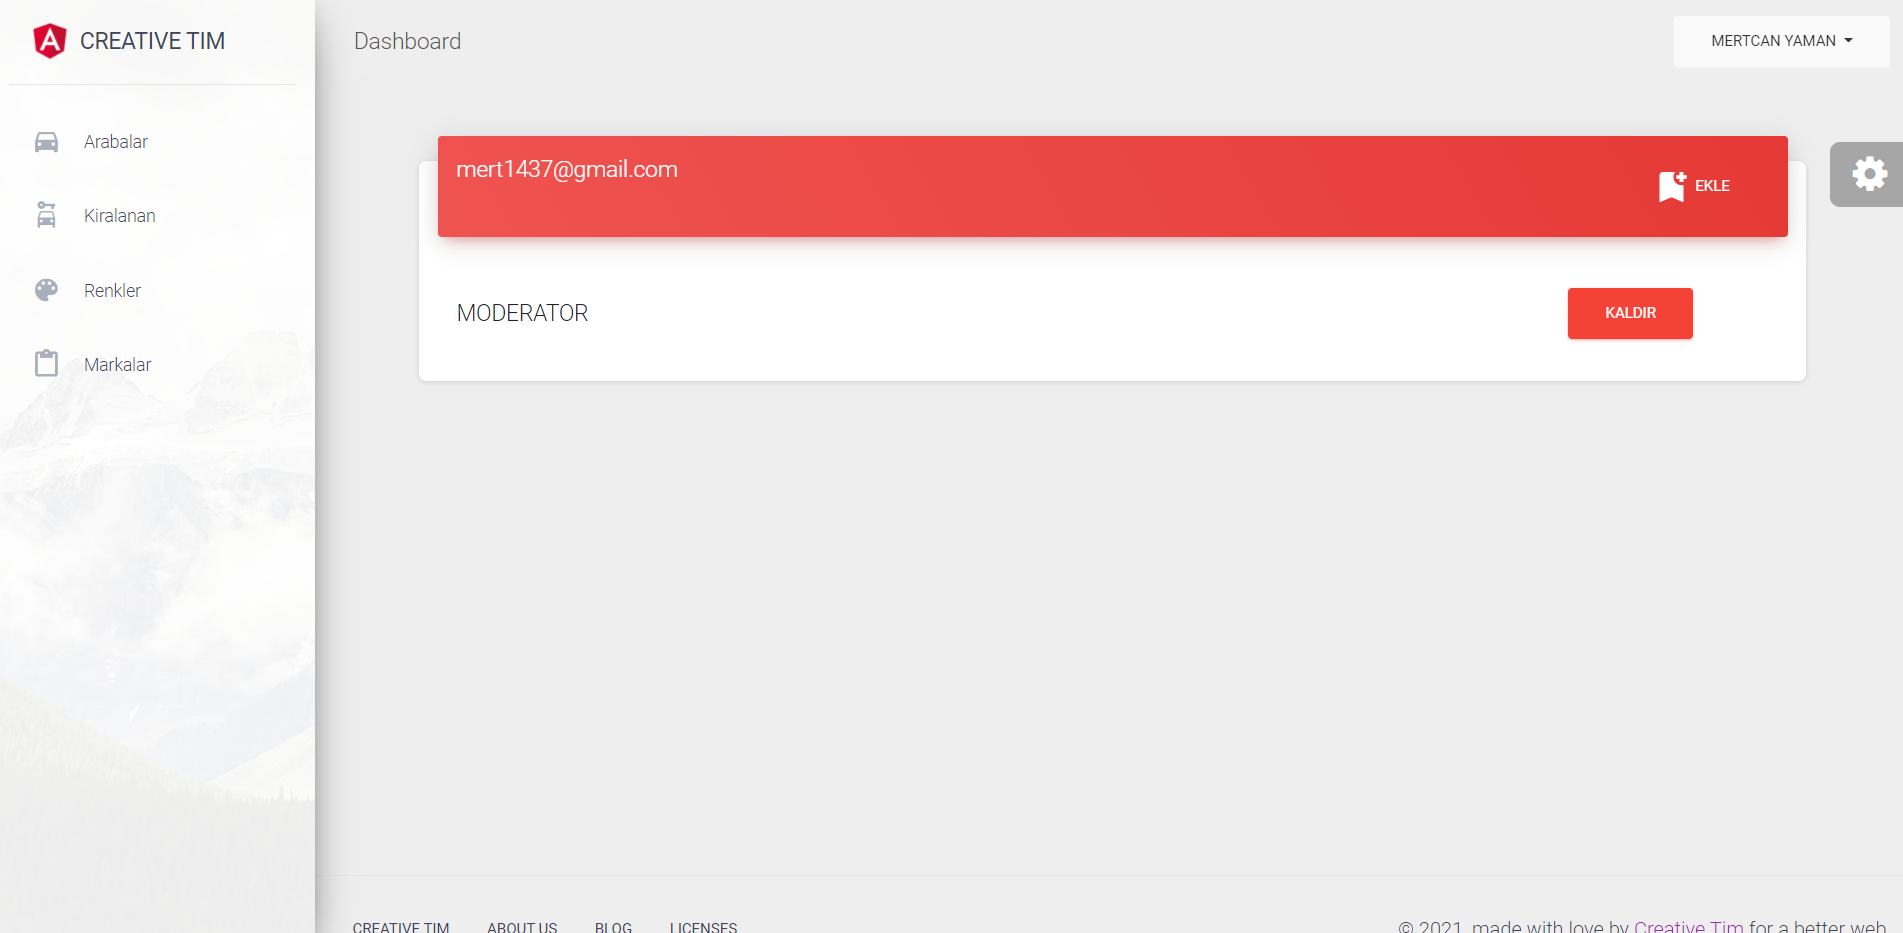 CREATIVE TIM
Dashboard
MERTCAN YAMAN
Arabalar
Kiralanan
Renkler
Markalar
mert1437@gmail.com
EKLE
MODERATOR
KALDIR
CREATIVE TIM ABOUT US BLOG LICENSES
© 2021, made with love by Creative Tim for a better web